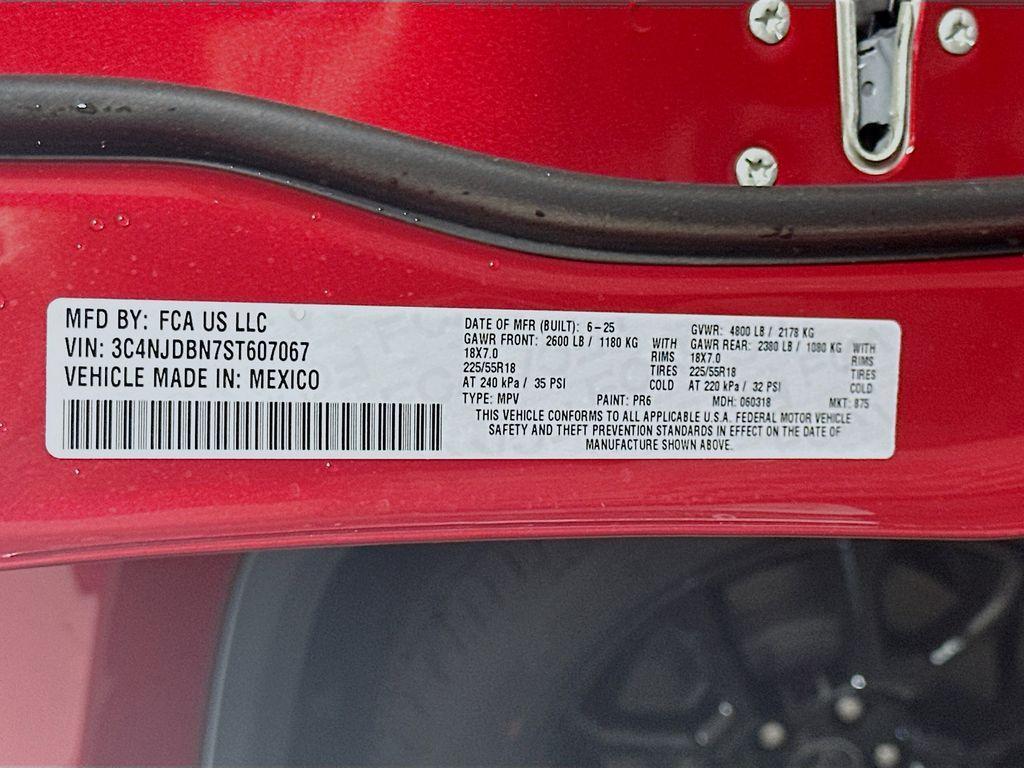 MFD BY: FCA US LLC
VIN: 3C4NJDBN7ST607067
VEHICLE MADE IN: MEXICO
DATE OF MFR (BUILT): 6-25 GVWR: 4800 LB / 2178 KG
GAWR FRONT: 2600 LB / 1180 KG WITH GAWR REAR: 2380 LB / 1080 KG WITH
18X7.0 RIMS 18X7.0 RIMS
225/55R18 TIRES 225/55R18 TIRES
AT 240 kPa / 35 PSI COLD AT 220 kPa / 32 PSI COLD
TYPE: MPV PAINT: PR6 MDH: 060318 MKT: 875
THIS VEHICLE CONFORMS TO ALL APPLICABLE U.S.A. FEDERAL MOTOR VEHICLE
SAFETY AND THEFT PREVENTION STANDARDS IN EFFECT ON THE DATE OF
MANUFACTURE SHOWN ABOVE.